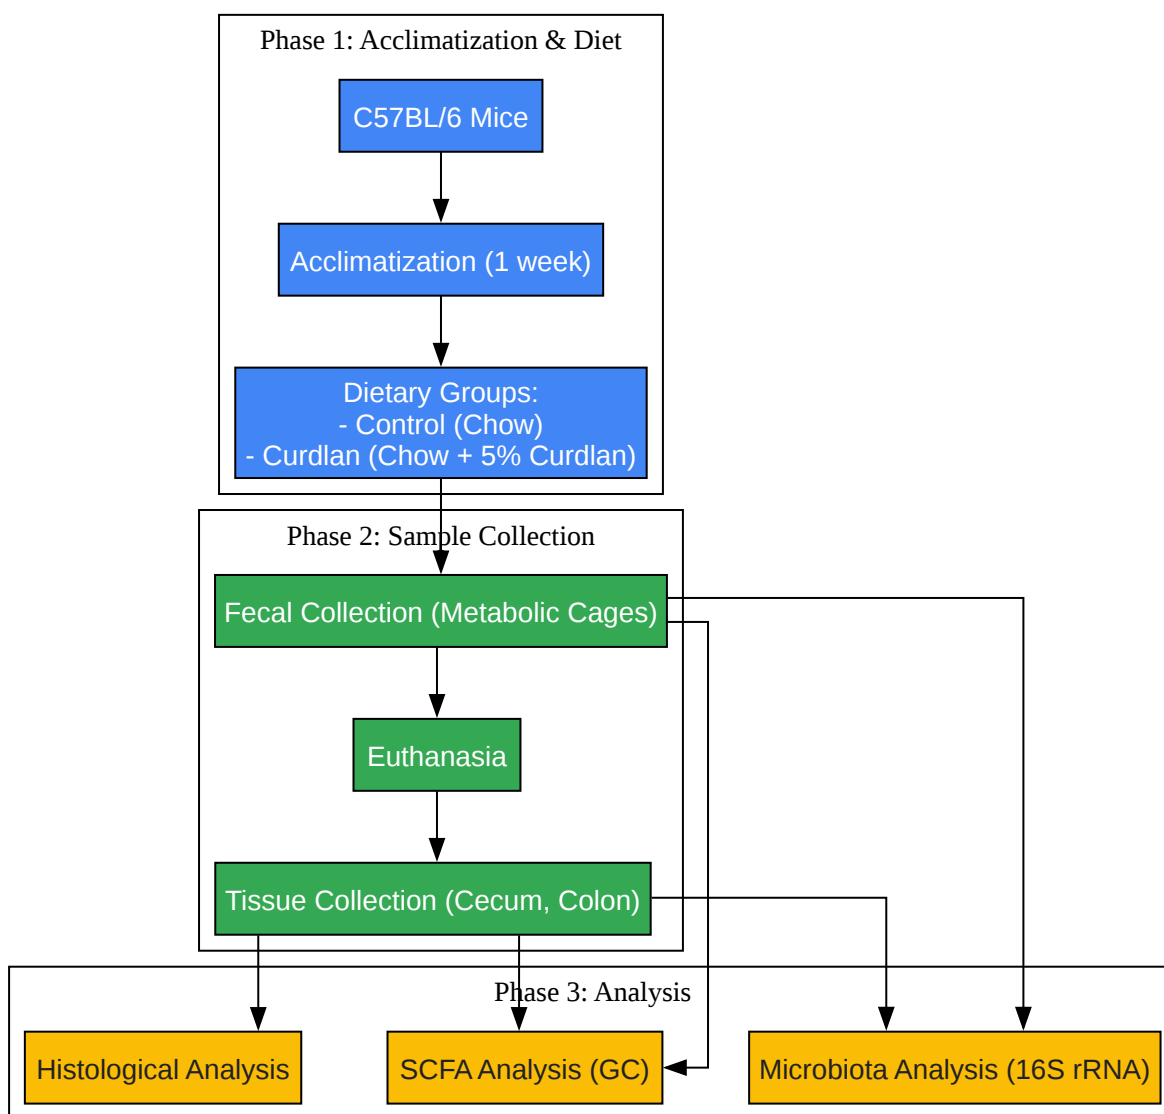 Phase 1: Acclimatization & Diet
C57BL/6 Mice
Acclimatization (1 week)
Dietary Groups:
- Control (Chow)
- Curdlan (Chow + 5% Curdlan)
Phase 2: Sample Collection
Fecal Collection (Metabolic Cages)
Euthanasia
Tissue Collection (Cecum, Colon)
Phase 3: Analysis
Histological Analysis
SCFA Analysis (GC)
Microbiota Analysis (16S rRNA)